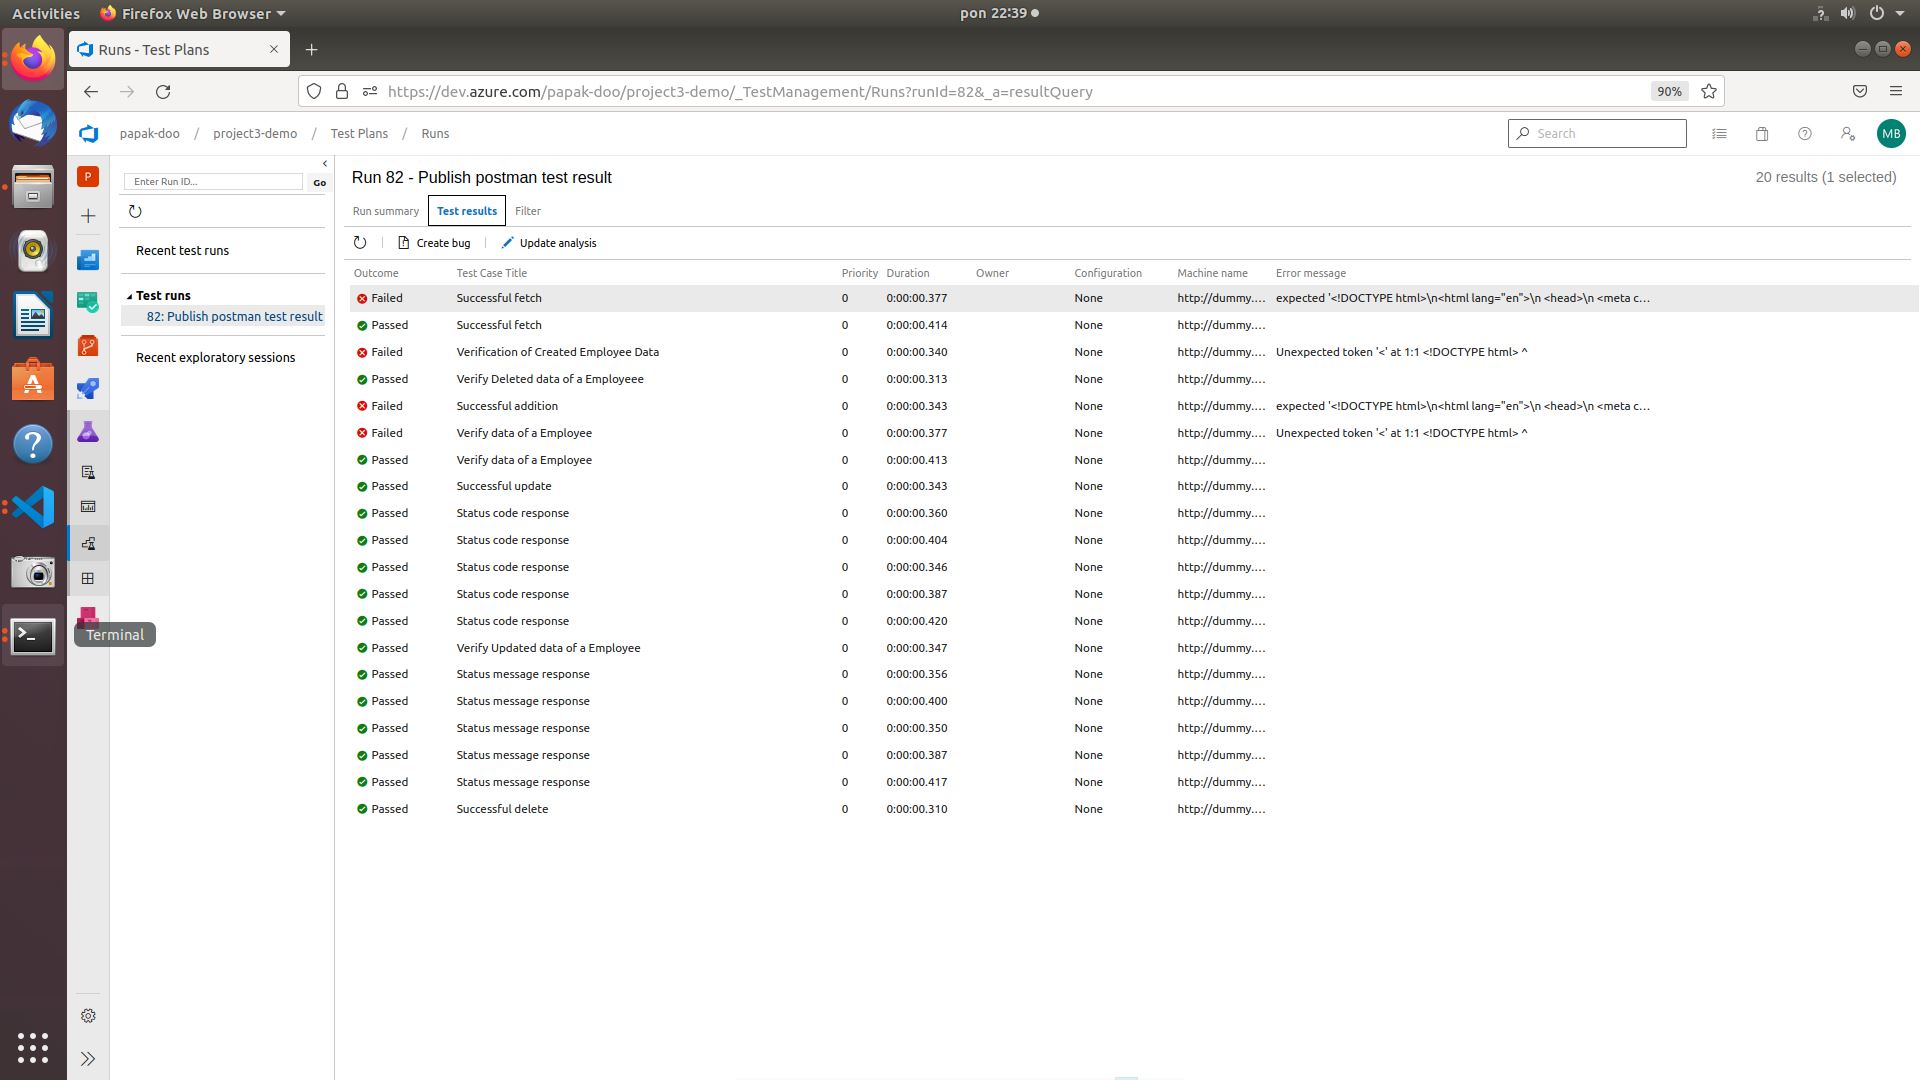 Activities Firefox Web Browser pon 22:39
Runs - Test Plans
https://dev.azure.com/papak-doo/project3-demo/_TestManagement/Runs?runId=82&_a=resultQuery 90%
papak-doo / project3-demo / Test Plans / Runs Search MB
P
Enter Run ID... Go
Recent test runs
Test runs
82: Publish postman test result
Recent exploratory sessions
Terminal
Run 82 - Publish postman test result 20 results (1 selected)
Run summary Test results Filter
Create bug Update analysis
Outcome Test Case Title Priority Duration Owner Configuration Machine name Error message
Failed Successful fetch 0 0:00:00.377 None http://dummy.... expected '<!DOCTYPE html>\n<html lang="en">\n <head>\n <meta c...
Passed Successful fetch 0 0:00:00.414 None http://dummy....
Failed Verification of Created Employee Data 0 0:00:00.340 None http://dummy.... Unexpected token '<' at 1:1 <!DOCTYPE html> ^
Passed Verify Deleted data of a Employeee 0 0:00:00.313 None http://dummy....
Failed Successful addition 0 0:00:00.343 None http://dummy.... expected '<!DOCTYPE html>\n<html lang="en">\n <head>\n <meta c...
Failed Verify data of a Employee 0 0:00:00.377 None http://dummy.... Unexpected token '<' at 1:1 <!DOCTYPE html> ^
Passed Verify data of a Employee 0 0:00:00.413 None http://dummy....
Passed Successful update 0 0:00:00.343 None http://dummy....
Passed Status code response 0 0:00:00.360 None http://dummy....
Passed Status code response 0 0:00:00.404 None http://dummy....
Passed Status code response 0 0:00:00.346 None http://dummy....
Passed Status code response 0 0:00:00.387 None http://dummy....
Passed Status code response 0 0:00:00.420 None http://dummy....
Passed Verify Updated data of a Employee 0 0:00:00.347 None http://dummy....
Passed Status message response 0 0:00:00.356 None http://dummy....
Passed Status message response 0 0:00:00.400 None http://dummy....
Passed Status message response 0 0:00:00.350 None http://dummy....
Passed Status message response 0 0:00:00.387 None http://dummy....
Passed Status message response 0 0:00:00.417 None http://dummy....
Passed Successful delete 0 0:00:00.310 None http://dummy....